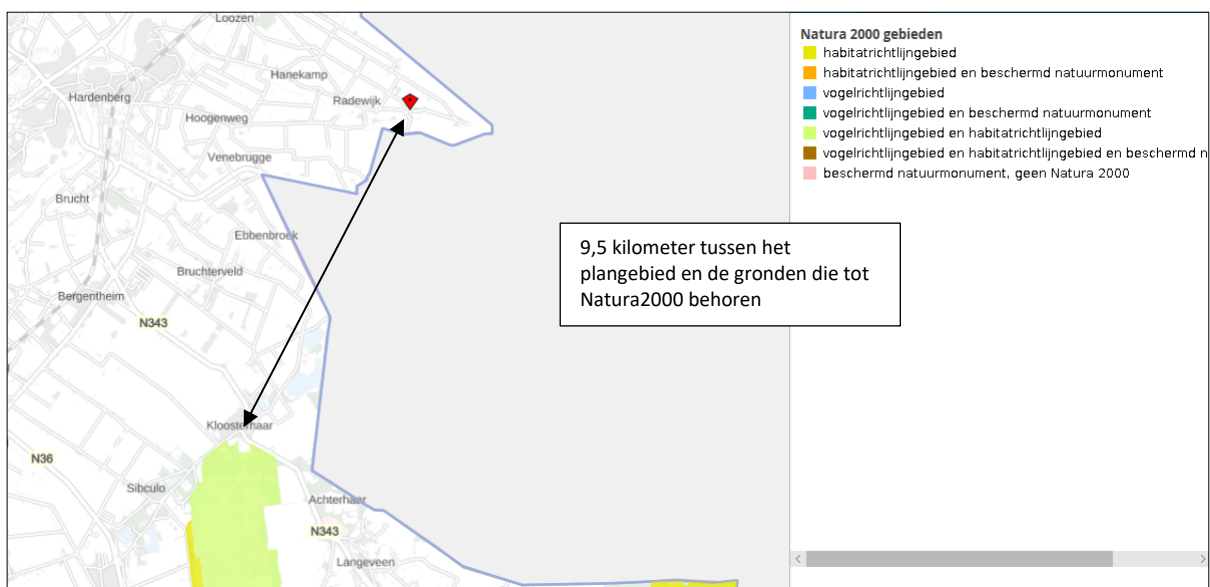 Loozen
Hanekamp
Hardenberg
Radewijk
Hoogenweg
Venebrugge
Brucht
Ebbenbroek
Bruchterveld
Bergentheim
N343
Kloosterhaar
N36
Sibculo
Achterhaar
N343
Langeveen
9,5 kilometer tussen het
plangebied en de gronden die tot
Natura2000 behoren
Natura 2000 gebieden
habitatrichtlijngebied
habitatrichtlijngebied en beschermd natuurmonument
vogelrichtlijngebied
vogelrichtlijngebied en beschermd natuurmonument
vogelrichtlijngebied en habitatrichtlijngebied
vogelrichtlijngebied en habitatrichtlijngebied en beschermd n
beschermd natuurmonument, geen Natura 2000